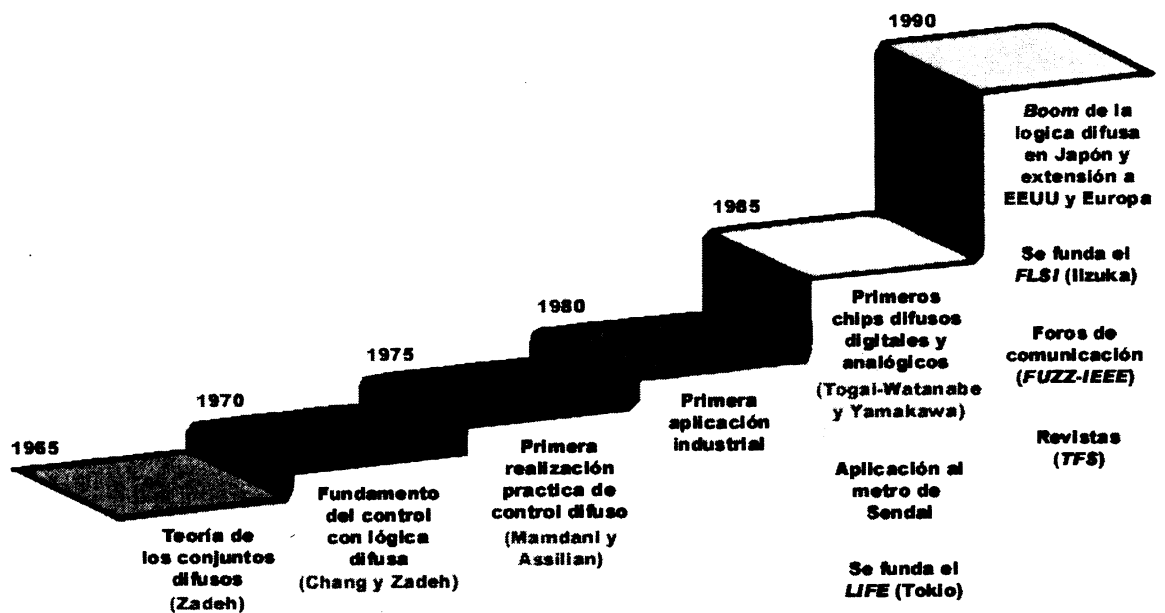 1965
Teoría de
los conjuntos
difusos
(Zadeh)
1970
Fundamento
del control
con lógica
difusa
(Chang y Zadeh)
1975
Primera
realización
practica de
control difuso
(Mamdani y
Assilian)
1980
Primera
aplicación
industrial
1985
Primeros
chips difusos
digitales y
analógicos
(Togai-Watanabe
y Yamakawa)
Aplicación al
metro de
Sendai
Se funda el
LIFE (Tokio)
1990
Boom de la
logica difusa
en Japón y
extensión a
EEUU y Europa
Se funda el
FLSI (Iizuka)
Foros de
comunicación
(FUZZ-IEEE)
Revistas
(TFS)